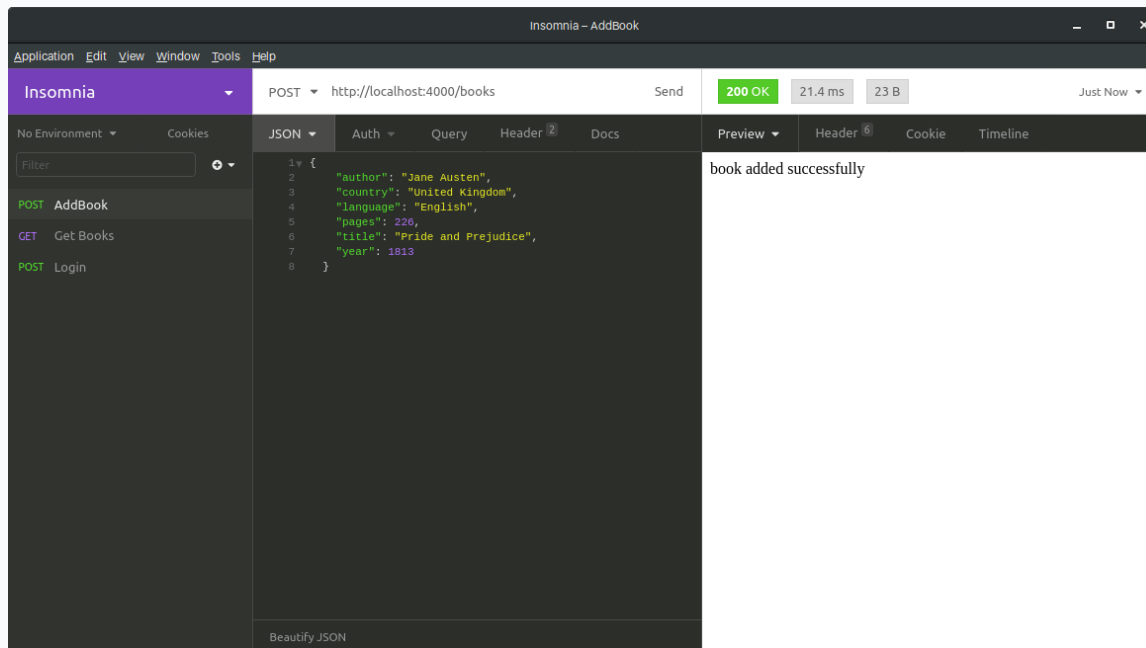 Insomnia – AddBook
Application Edit View Window Tools Help
Insomnia
POST http://localhost:4000/books Send
200 OK 21.4 ms 23 B Just Now
No Environment Cookies
JSON Auth Query Header 2 Docs
Preview Header 6 Cookie Timeline
Filter
POST AddBook
GET Get Books
POST Login
1 {
2 "author": "Jane Austen",
3 "country": "United Kingdom",
4 "language": "English",
5 "pages": 226,
6 "title": "Pride and Prejudice",
7 "year": 1813
8 }
book added successfully
Beautify JSON